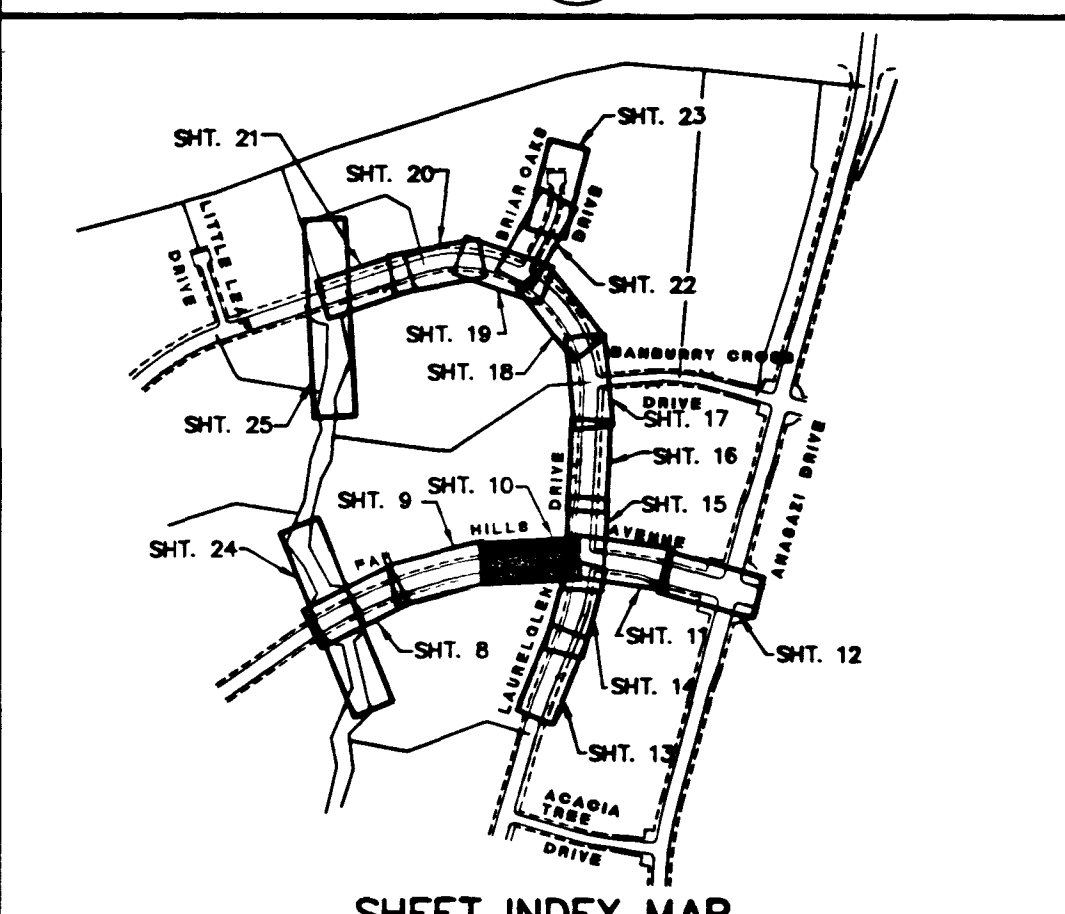 SHT. 23
SHT. 21
SHT. 20
BRIAR OAKS
DRIVE
LITTLE LEAF
DRIVE
SHT. 22
SHT. 19
SHT. 18
BANBURRY CROSS
DRIVE
SHT. 17
SHT. 25
SHT. 16
DRIVE
ANASAZI DRIVE
SHT. 10
SHT. 9
SHT. 15
HILLS
AVENUE
SHT. 24
PA
LAURELGLEN
SHT. 11
SHT. 8
SHT. 12
SHT. 14
SHT. 13
ACACIA
TREE
DRIVE
SHEET INDEX MAP